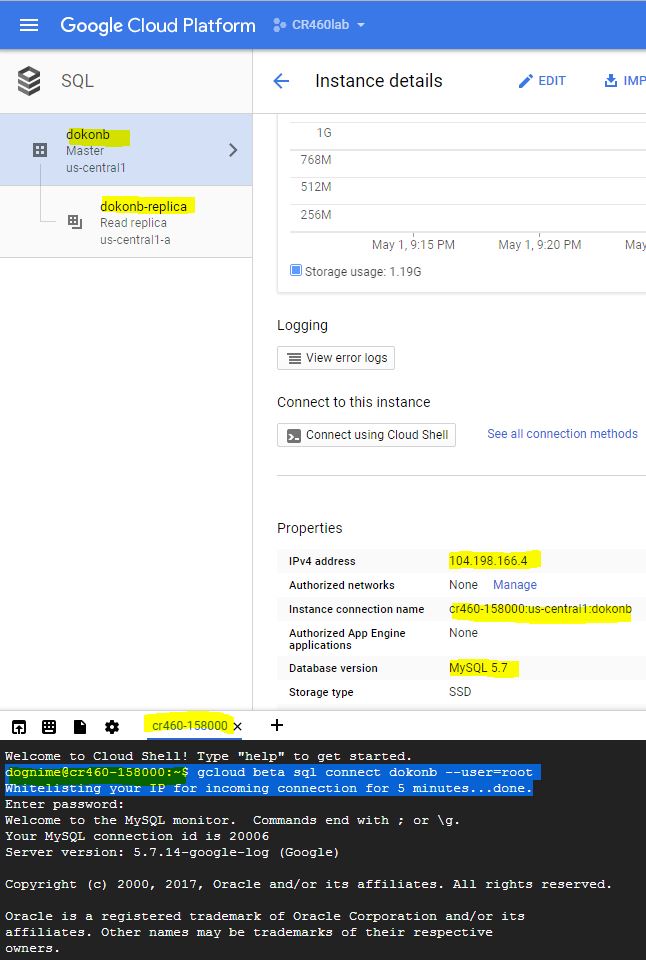 Google Cloud Platform CR460lab
SQL
Instance details EDIT IMP
dokonb
Master
us-central1
dokonb-replica
Read replica
us-central1-a
1G
768M
512M
256M
May 1, 9:15 PM May 1, 9:20 PM May
Storage usage: 1.19G
Logging
View error logs
Connect to this instance
Connect using Cloud Shell See all connection methods
Properties
IPv4 address 104.198.166.4
Authorized networks None Manage
Instance connection name cr460-158000:us-central1:dokonb
Authorized App Engine
applications None
Database version MySQL 5.7
Storage type SSD
cr460-158000 × +
Welcome to Cloud Shell! Type "help" to get started.
dognime@cr460-158000:~$ gcloud beta sql connect dokonb --user=root
Whitelisting your IP for incoming connection for 5 minutes...done.
Enter password:
Welcome to the MySQL monitor.  Commands end with ; or \g.
Your MySQL connection id is 20006
Server version: 5.7.14-google-log (Google)
Copyright (c) 2000, 2017, Oracle and/or its affiliates. All rights reserved.
Oracle is a registered trademark of Oracle Corporation and/or its
affiliates. Other names may be trademarks of their respective
owners.